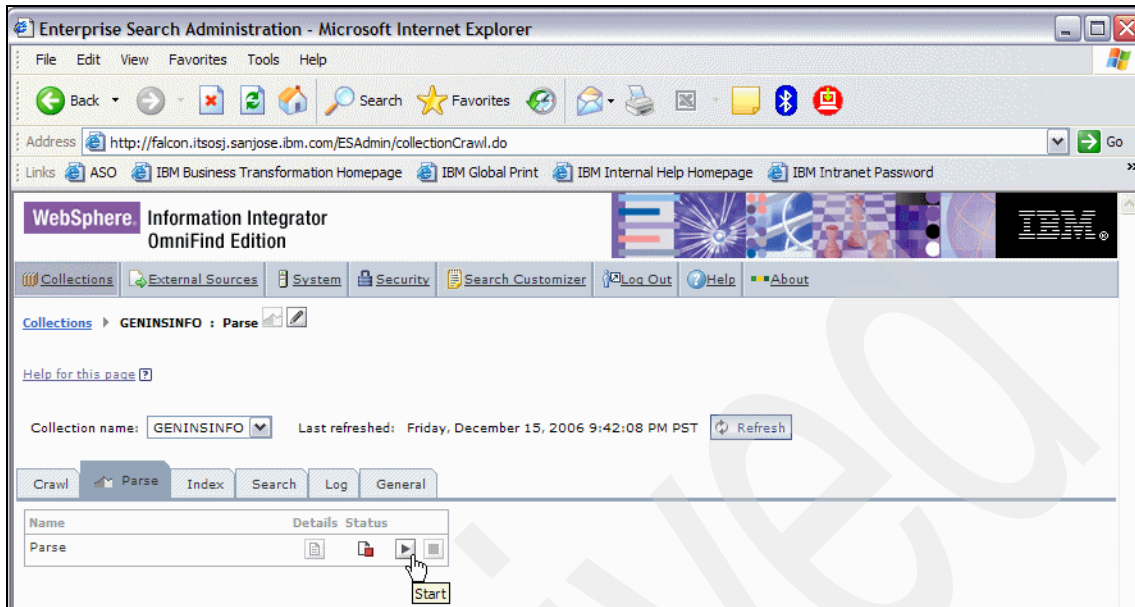 Enterprise Search Administration - Microsoft Internet Explorer
File Edit View Favorites Tools Help
Back Search Favorites
Address http://falcon.itsosj.sanjose.ibm.com/ESAdmin/collectionCrawl.do Go
Links ASO IBM Business Transformation Homepage IBM Global Print IBM Internal Help Homepage IBM Intranet Password »
WebSphere. Information Integrator
OmniFind Edition
IBM®
Collections External Sources System Security Search Customizer Log Out Help About
Collections GENINSINFO : Parse
Help for this page ?
Collection name: GENINSINFO Last refreshed: Friday, December 15, 2006 9:42:08 PM PST Refresh
Crawl Parse Index Search Log General
Name Details Status
Parse
Start